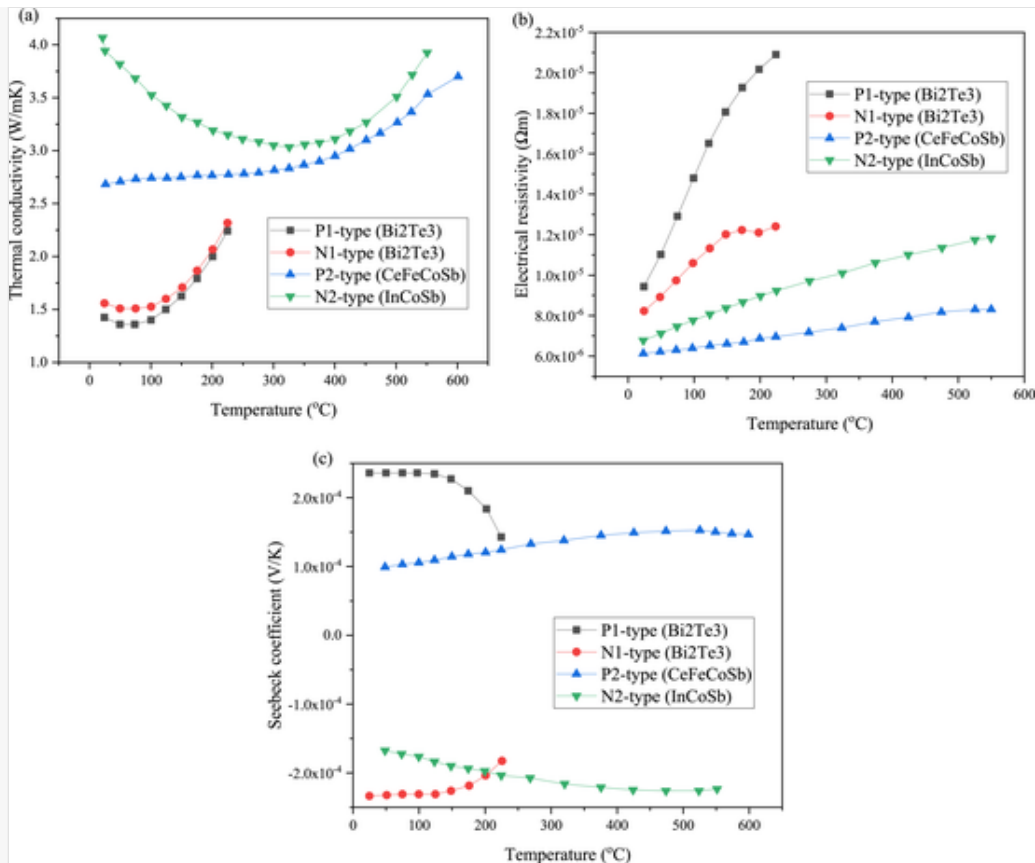 (a)
4.0
3.5
3.0
2.5
2.0
1.5
1.0
Thermal conductivity (W/mK)
P1-type (Bi2Te3)
N1-type (Bi2Te3)
P2-type (CeFeCoSb)
N2-type (InCoSb)
0 100 200 300 400 500 600
Temperature (°C)
(b)
2.2x10⁻⁵
2.0x10⁻⁵
1.8x10⁻⁵
1.6x10⁻⁵
1.4x10⁻⁵
1.2x10⁻⁵
1.0x10⁻⁵
8.0x10⁻⁶
6.0x10⁻⁶
Electrical resistivity (Ωm)
P1-type (Bi2Te3)
N1-type (Bi2Te3)
P2-type (CeFeCoSb)
N2-type (InCoSb)
0 100 200 300 400 500 600
Temperature (°C)
(c)
2.0x10⁻⁴
1.0x10⁻⁴
0.0
-1.0x10⁻⁴
-2.0x10⁻⁴
Seebeck coefficient (V/K)
P1-type (Bi2Te3)
N1-type (Bi2Te3)
P2-type (CeFeCoSb)
N2-type (InCoSb)
0 100 200 300 400 500 600
Temperature (°C)